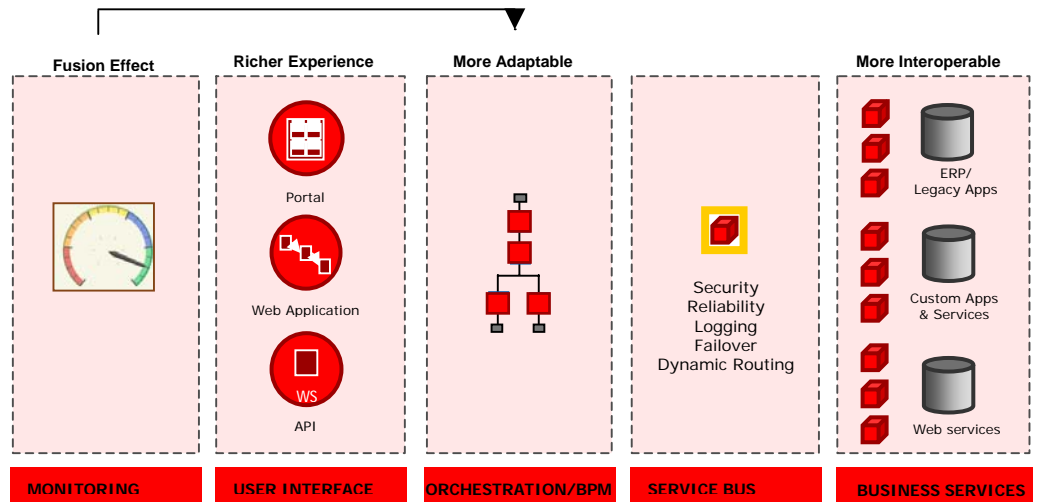 Fusion Effect
Richer Experience
More Adaptable
More Interoperable
Portal
Web Application
WS
API
Security
Reliability
Logging
Failover
Dynamic Routing
ERP/
Legacy Apps
Custom Apps
& Services
Web services
MONITORING
USER INTERFACE
ORCHESTRATION/BPM
SERVICE BUS
BUSINESS SERVICES